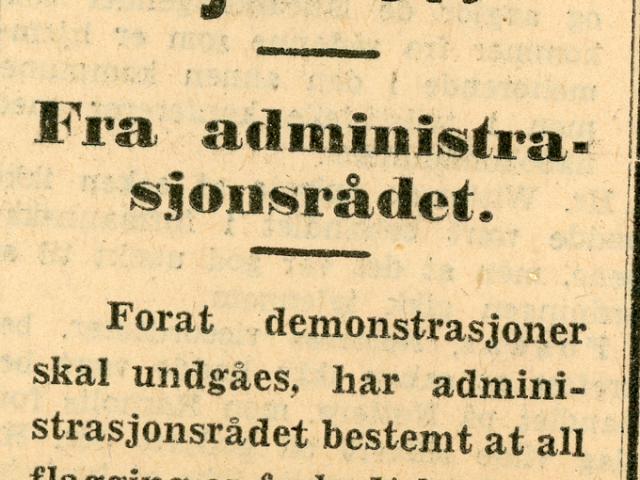 Fra administra-
sjonsrådet.
Forat demonstrasjoner
skal undgåes, har admini-
strasjonsrådet bestemt at all